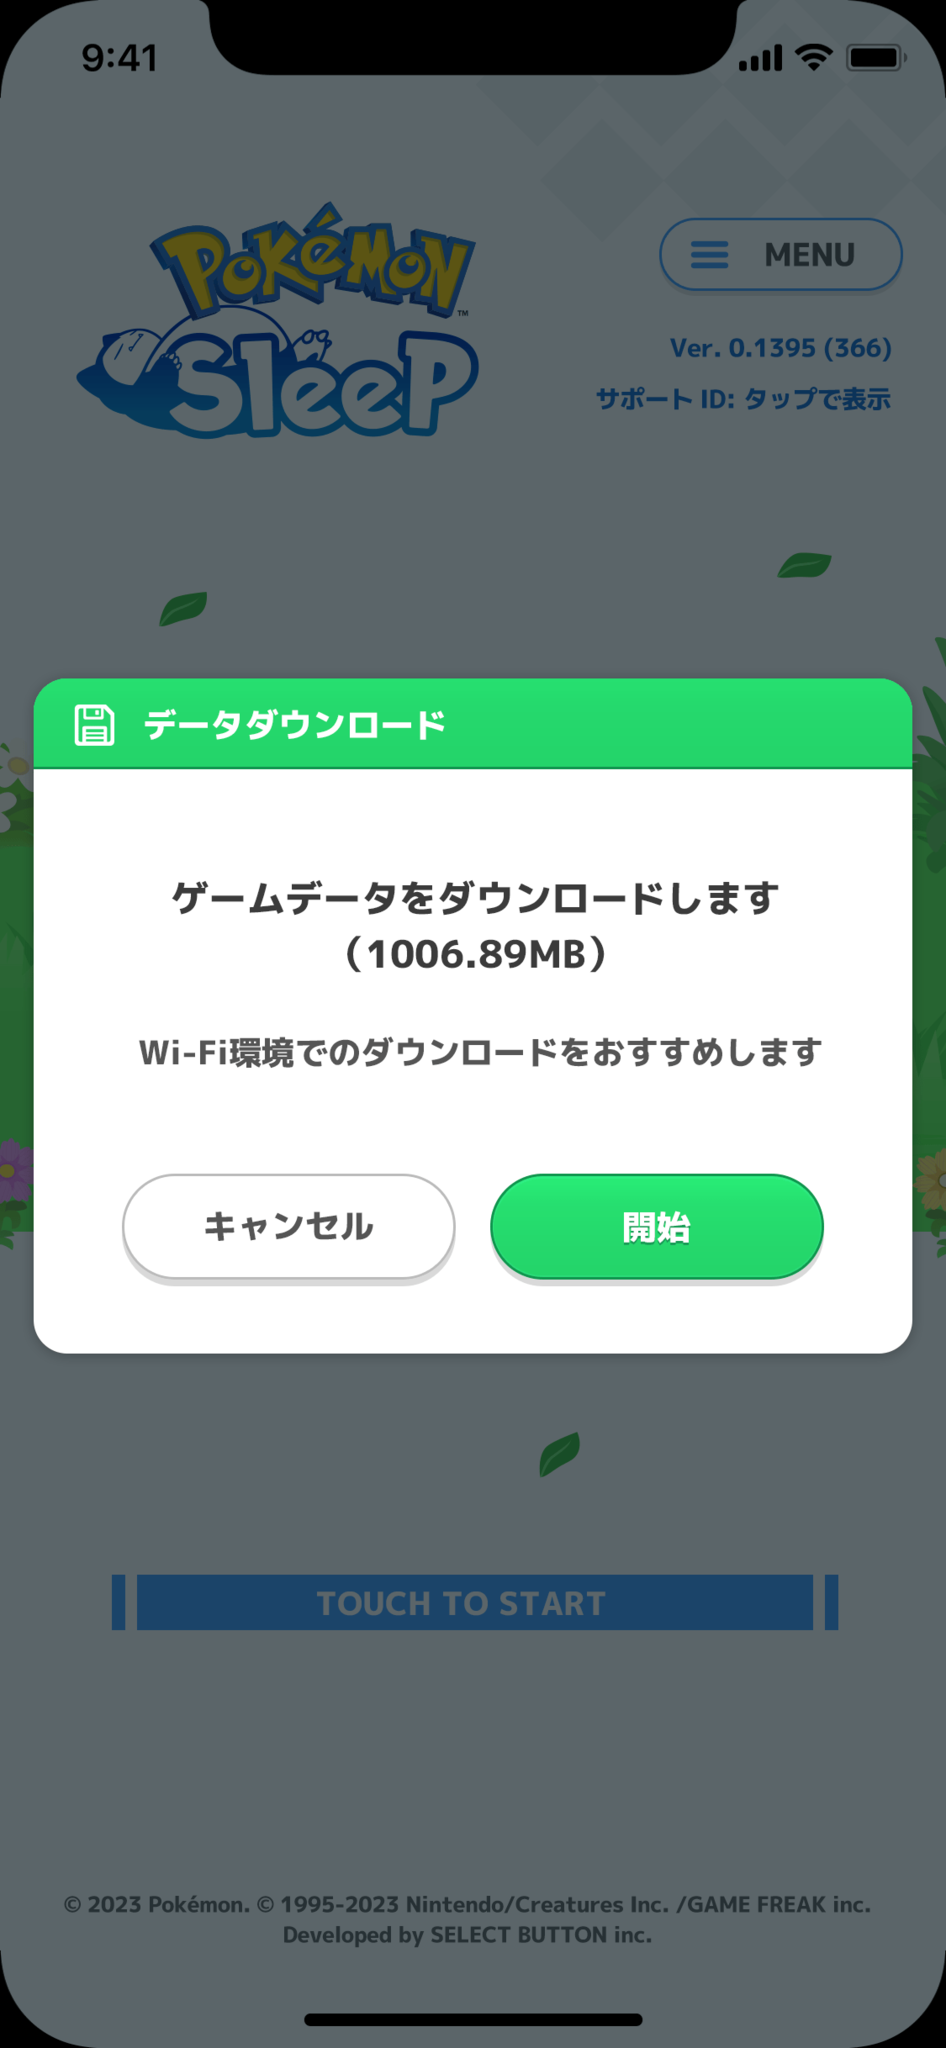 9:41
Pokémon
™
Sleep
MENU
Ver. 0.1395 (366)
サポート ID: タップで表示
データダウンロード
ゲームデータをダウンロードします
（1006.89MB）
Wi-Fi環境でのダウンロードをおすすめします
キャンセル
開始
TOUCH TO START
© 2023 Pokémon. © 1995-2023 Nintendo/Creatures Inc. /GAME FREAK inc.
Developed by SELECT BUTTON inc.